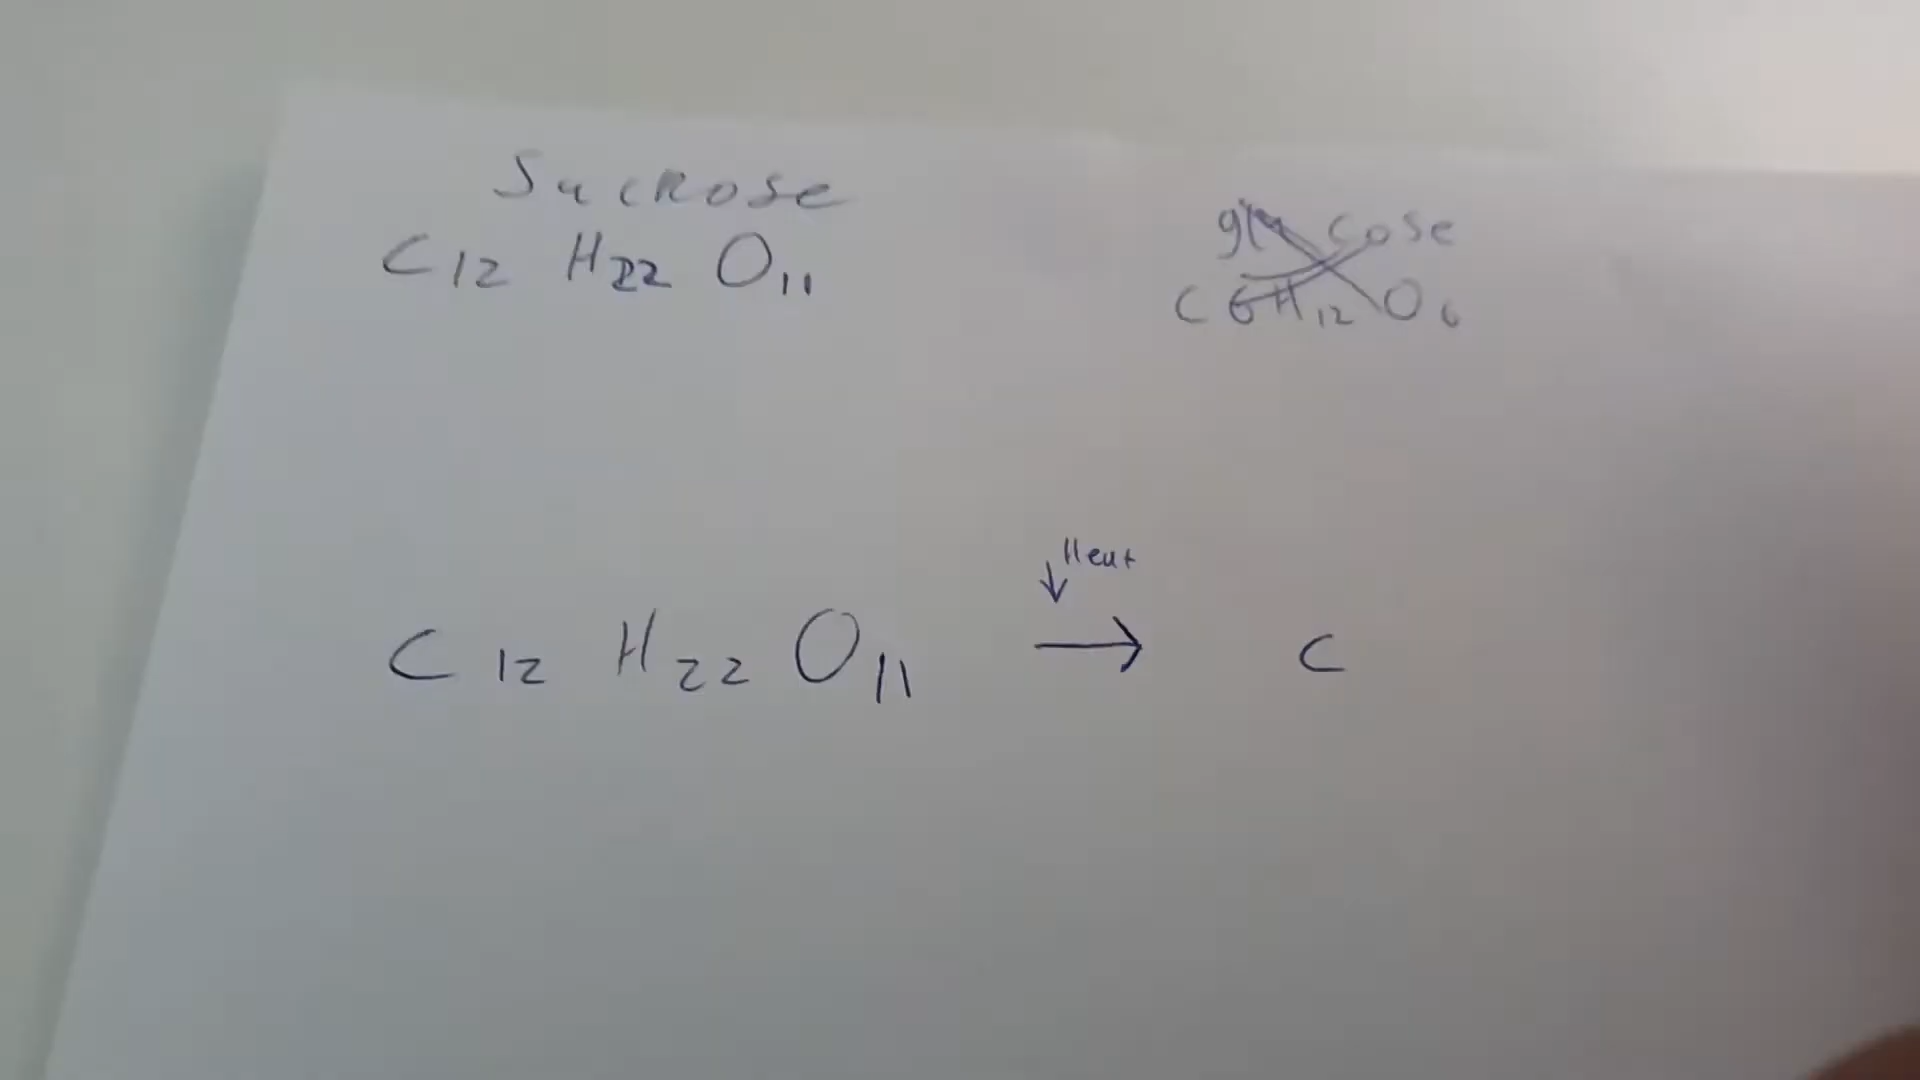 Sucrose
C12 H22 O11
glucose
C6H12O6
Heat
C12 H22 O11 → C